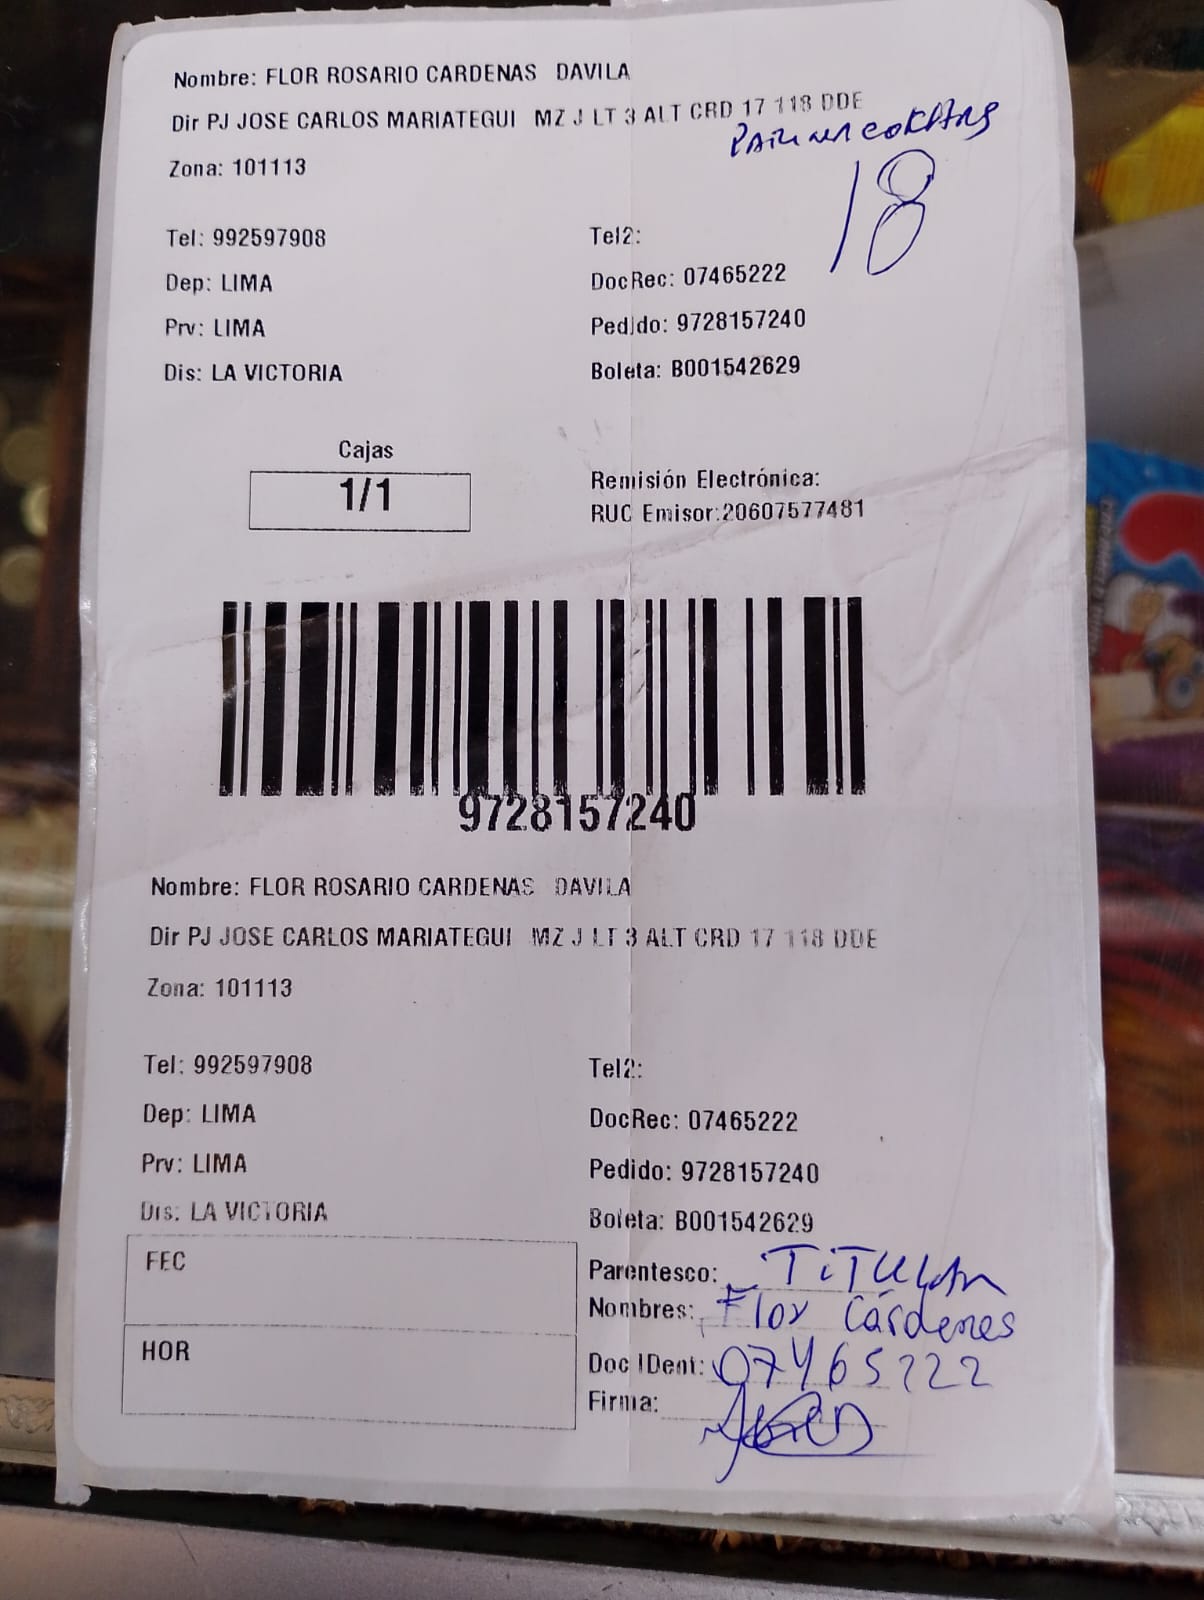 Nombre: FLOR ROSARIO CARDENAS DAVILA
Dir PJ JOSE CARLOS MARIATEGUI MZ J LT 3 ALT CRD 17 118 DDE
Zona: 101113
18
Tel: 992597908 Tel2:
Dep: LIMA DocRec: 07465222
Prv: LIMA Pedido: 9728157240
Dis: LA VICTORIA Boleta: B001542629
Cajas
1/1
Remisión Electrónica:
RUC Emisor:20607577481
9728157240
Nombre: FLOR ROSARIO CARDENAS DAVILA
Dir PJ JOSE CARLOS MARIATEGUI MZ J LT 3 ALT CRD 17 118 DDE
Zona: 101113
Tel: 992597908 Tel2:
Dep: LIMA DocRec: 07465222
Prv: LIMA Pedido: 9728157240
Dis: LA VICTORIA Boleta: B001542629
FEC
HOR
Parentesco: TiTULAR
Nombres: Flor Cárdenes
Doc IDent: 07465222
Firma: